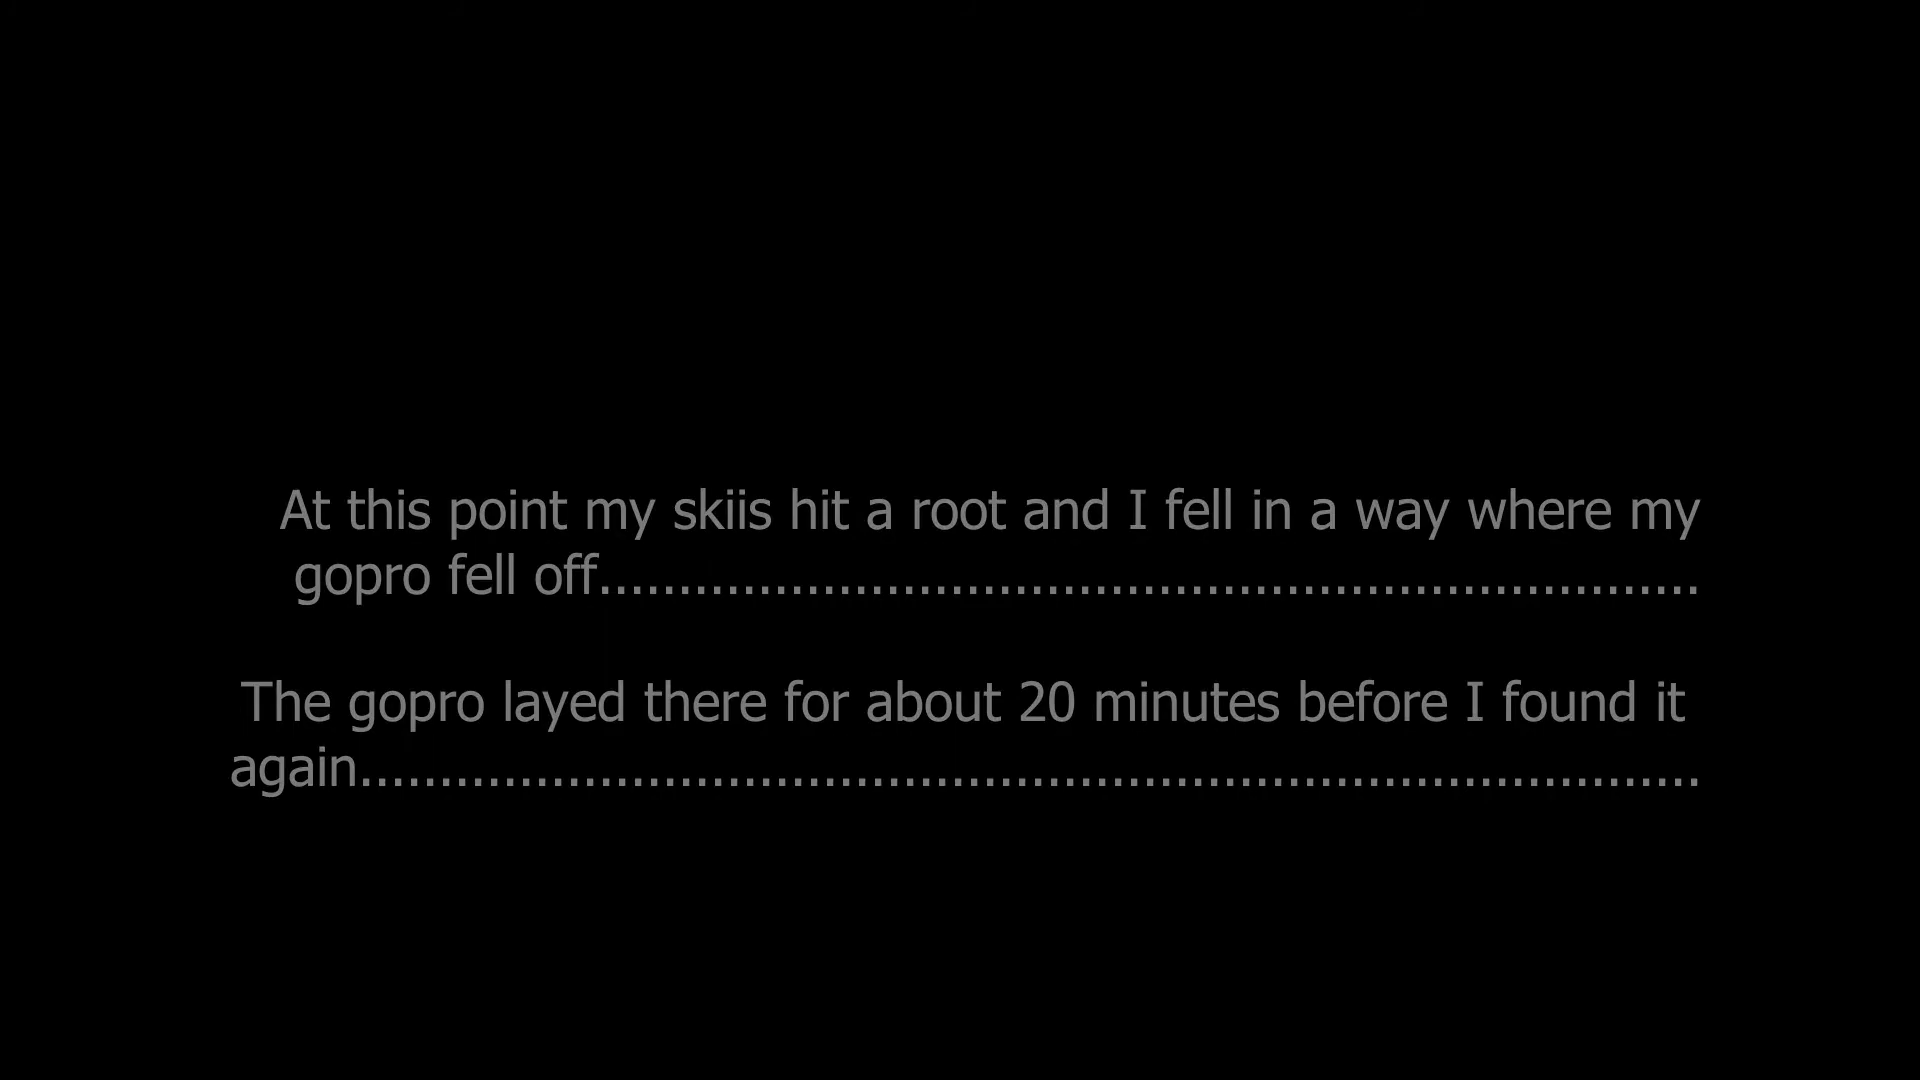 At this point my skiis hit a root and I fell in a way where my
gopro fell off.....................................................................
The gopro layed there for about 20 minutes before I found it
again....................................................................................